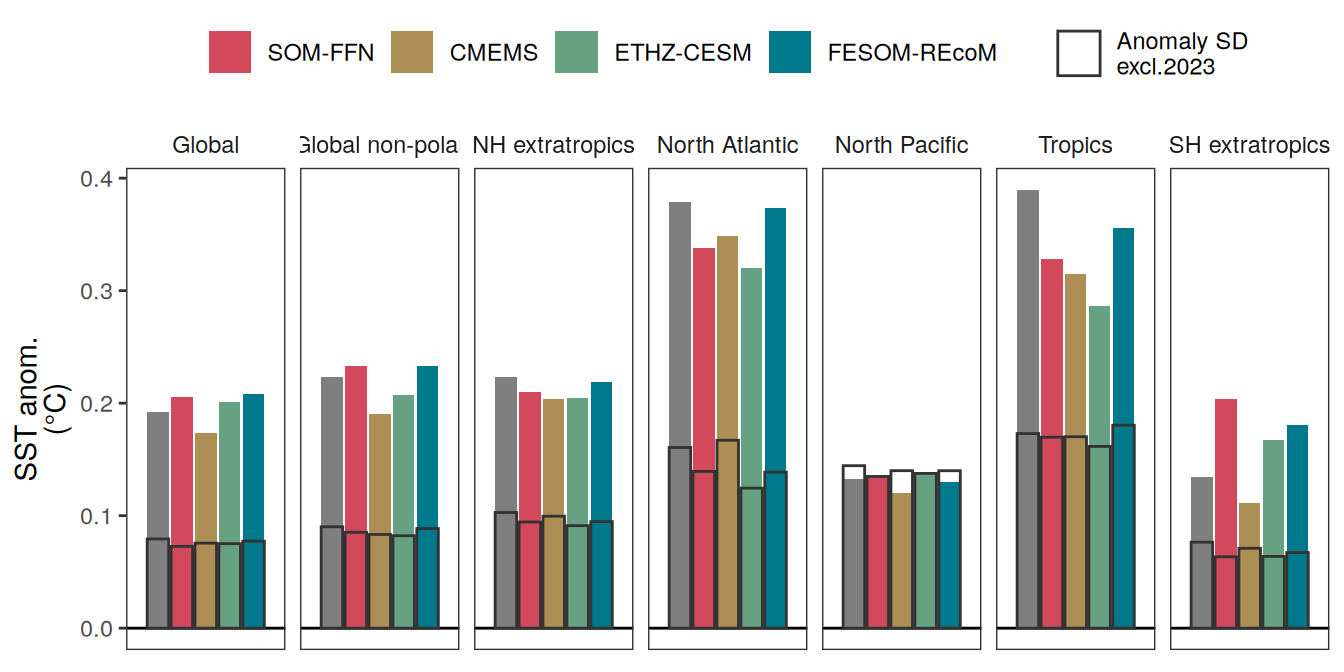 SOM-FFN CMEMS ETHZ-CESM FESOM-REcoM Anomaly SD
excl.2023
Global Global non-pola NH extratropics North Atlantic North Pacific Tropics SH extratropics
0.4
0.3
0.2
0.1
0.0
SST anom.
(°C)